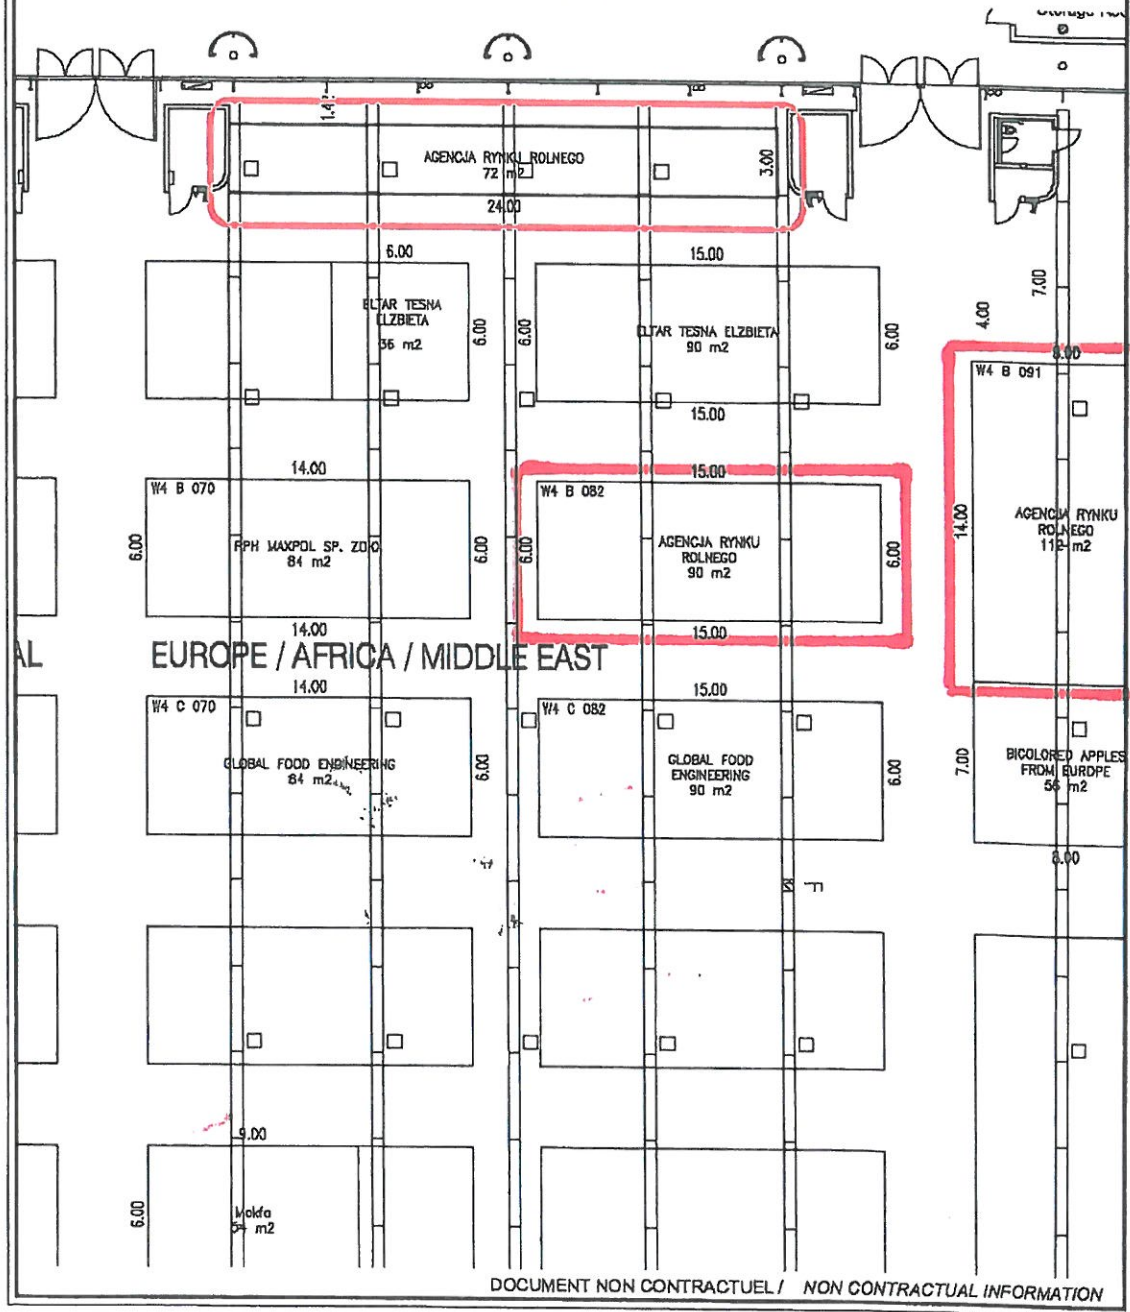 1.4
AGENCJA RYNKU ROLNEGO
72 m2
3.00
24.00
6.00
15.00
7.00
4.00
ELTAR TESNA
ELZBIETA
36 m2
6.00
6.00
ELTAR TESNA ELZBIETA
90 m2
6.00
8.00
W4 B 091
15.00
14.00
15.00
W4 B 070
W4 B 082
6.00
PPH MAXPOL SP. ZOO
84 m2
6.00
6.00
AGENCJA RYNKU
ROLNEGO
90 m2
6.00
14.00
AGENCJA RYNKU
ROLNEGO
112 m2
14.00
15.00
AL
EUROPE / AFRICA / MIDDLE EAST
14.00
15.00
W4 C 070
W4 C 082
GLOBAL FOOD ENGINEERING
84 m2
6.00
GLOBAL FOOD
ENGINEERING
90 m2
6.00
7.00
BICOLORED APPLES
FROM EUROPE
56 m2
8.00
9.00
6.00
Makfa
54 m2
DOCUMENT NON CONTRACTUEL / NON CONTRACTUAL INFORMATION